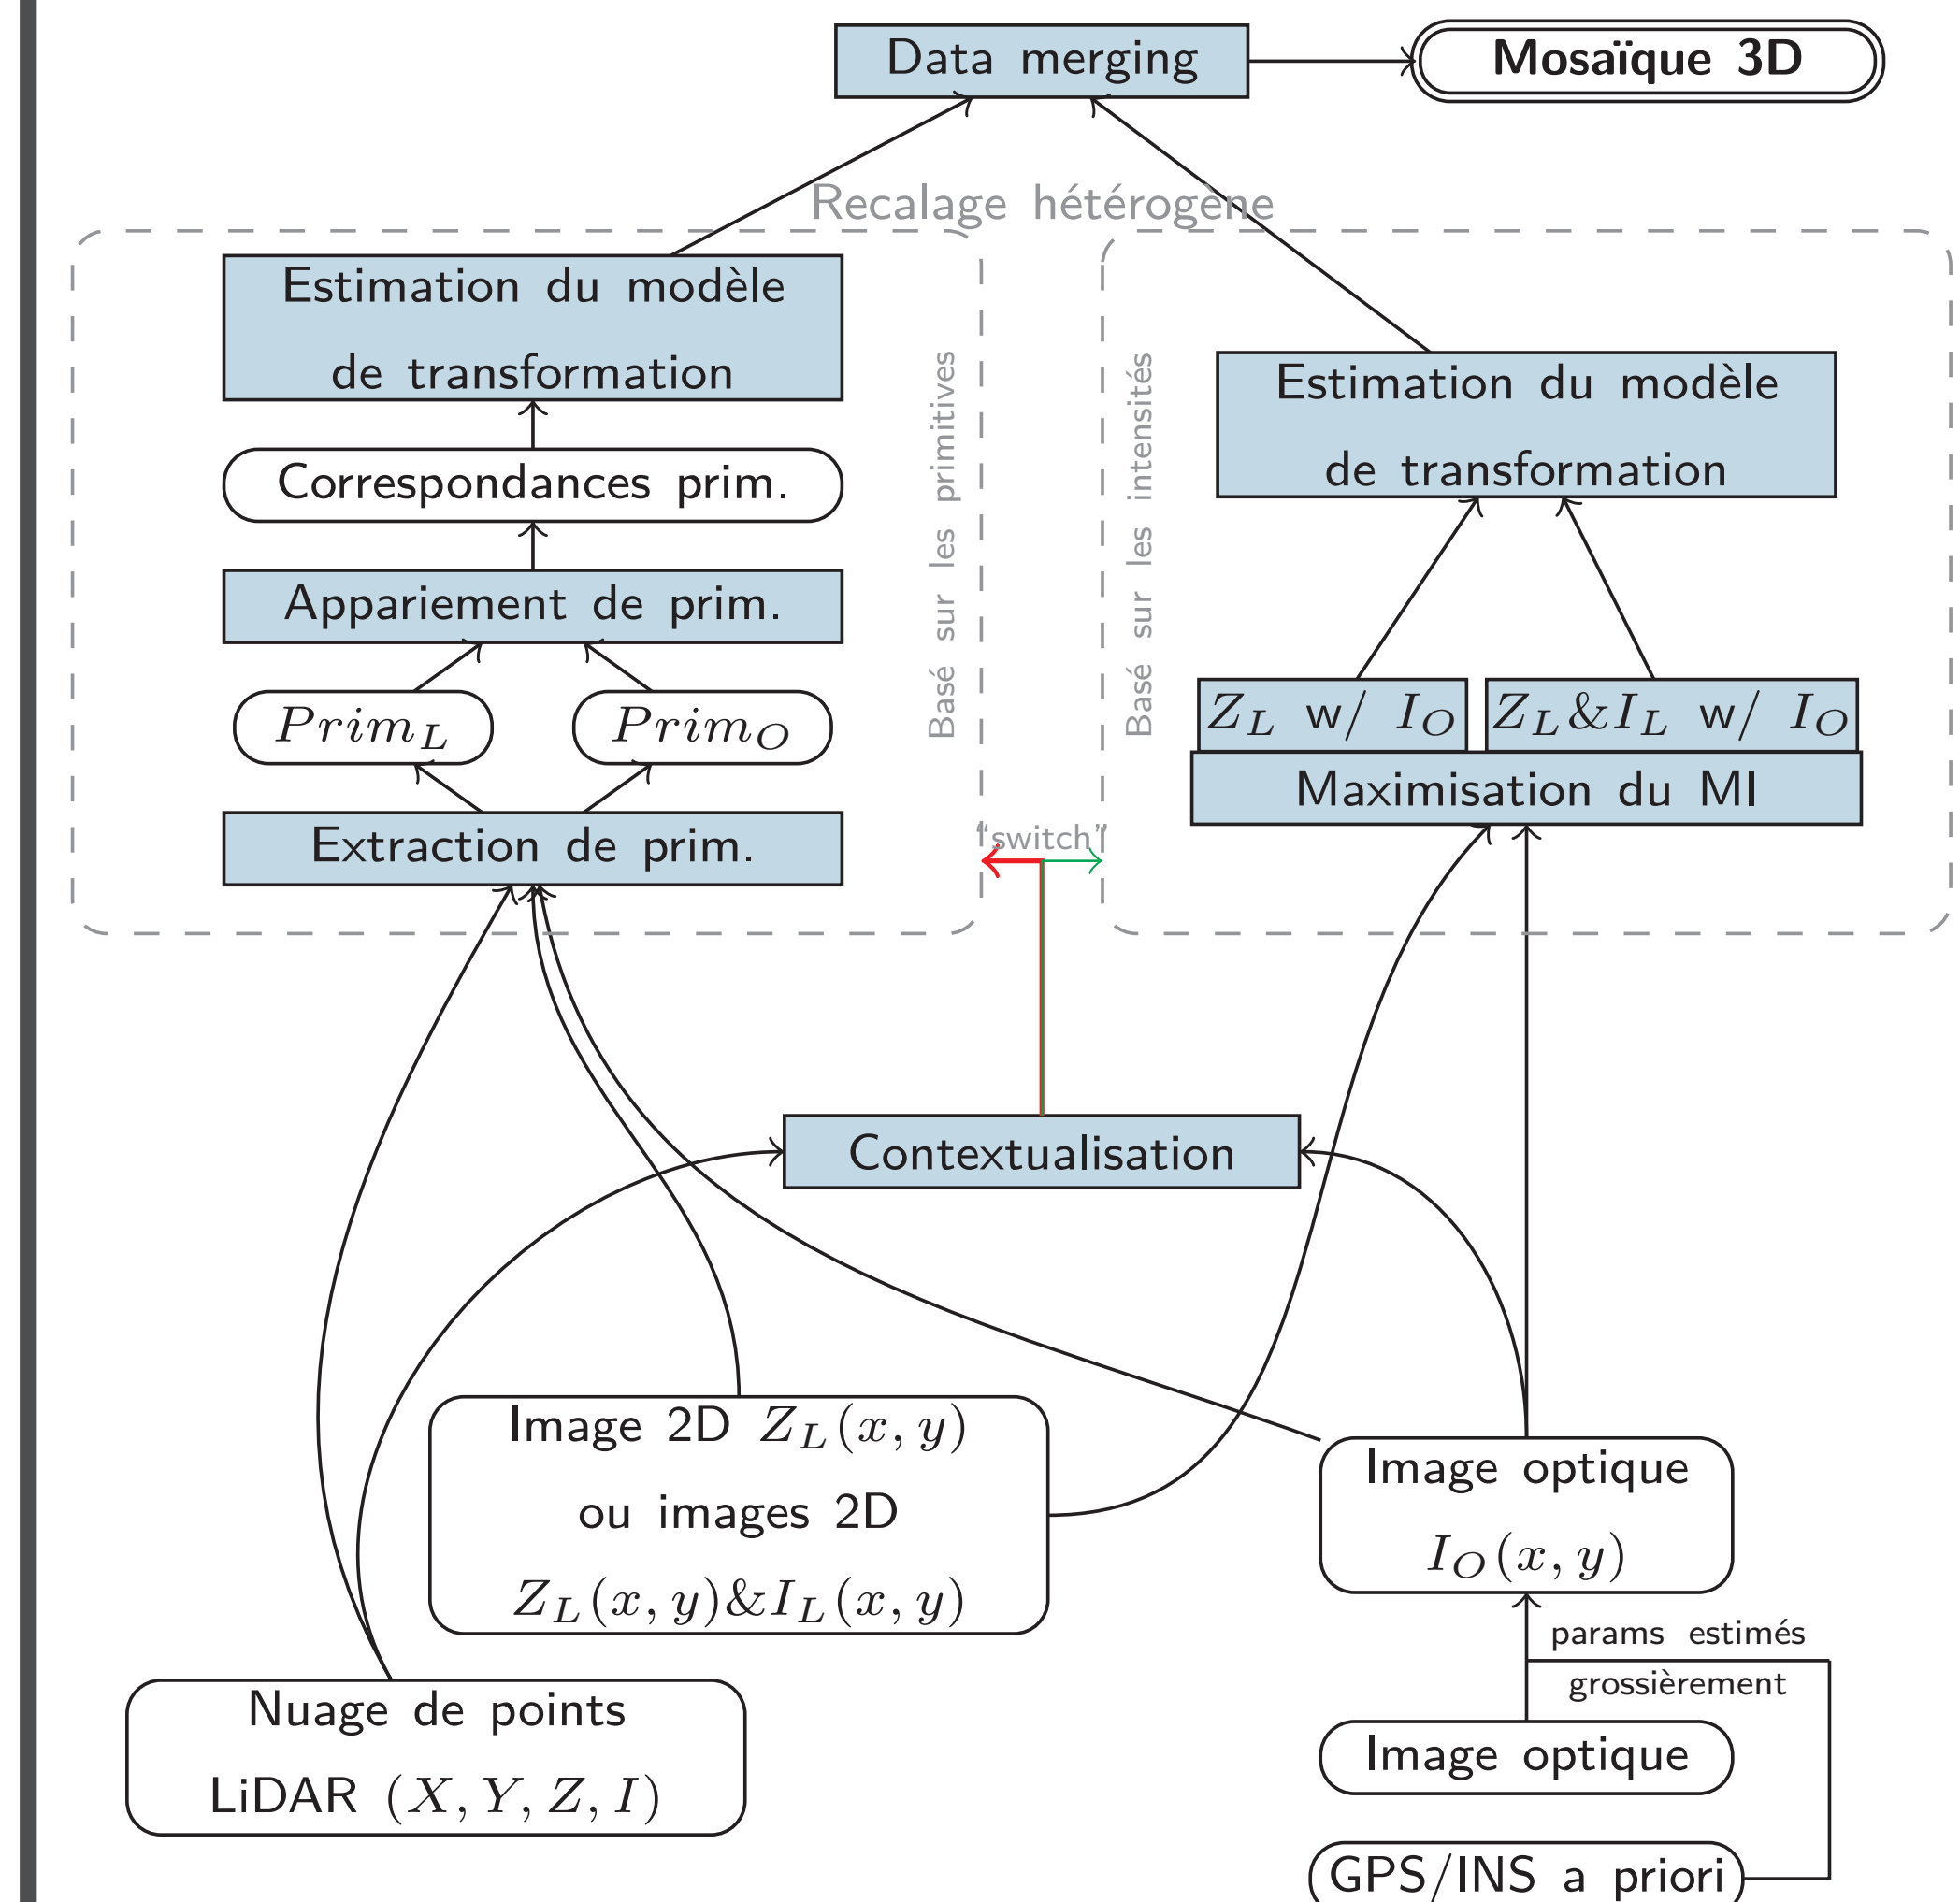 Data merging
Mosaïque 3D
Recalage hétérogène
Estimation du modèle
de transformation
Correspondances prim.
Appariement de prim.
Prim_L
Prim_O
Extraction de prim.
Basé sur les primitives
Basé sur les intensités
Estimation du modèle
de transformation
Z_L w/ I_O
Z_L&I_L w/ I_O
Maximisation du MI
“switch”
Contextualisation
Image 2D Z_L(x, y)
ou images 2D
Z_L(x, y)&I_L(x, y)
Image optique
I_O(x, y)
params estimés
grossièrement
Nuage de points
LiDAR (X, Y, Z, I)
Image optique
GPS/INS a priori